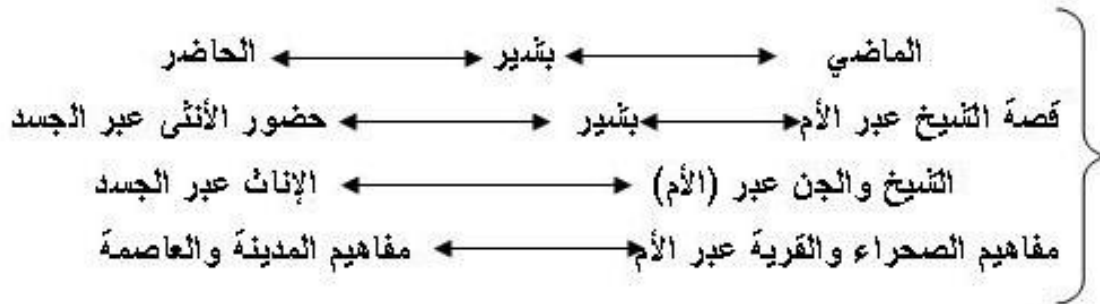 الماضي بشير الحاضر
قصة الشيخ عبر الأم بشير حضور الأنثى عبر الجسد
الشيخ والجن عبر (الأم) الإناث عبر الجسد
مفاهيم الصحراء والقرية عبر الأم مفاهيم المدينة والعاصمة